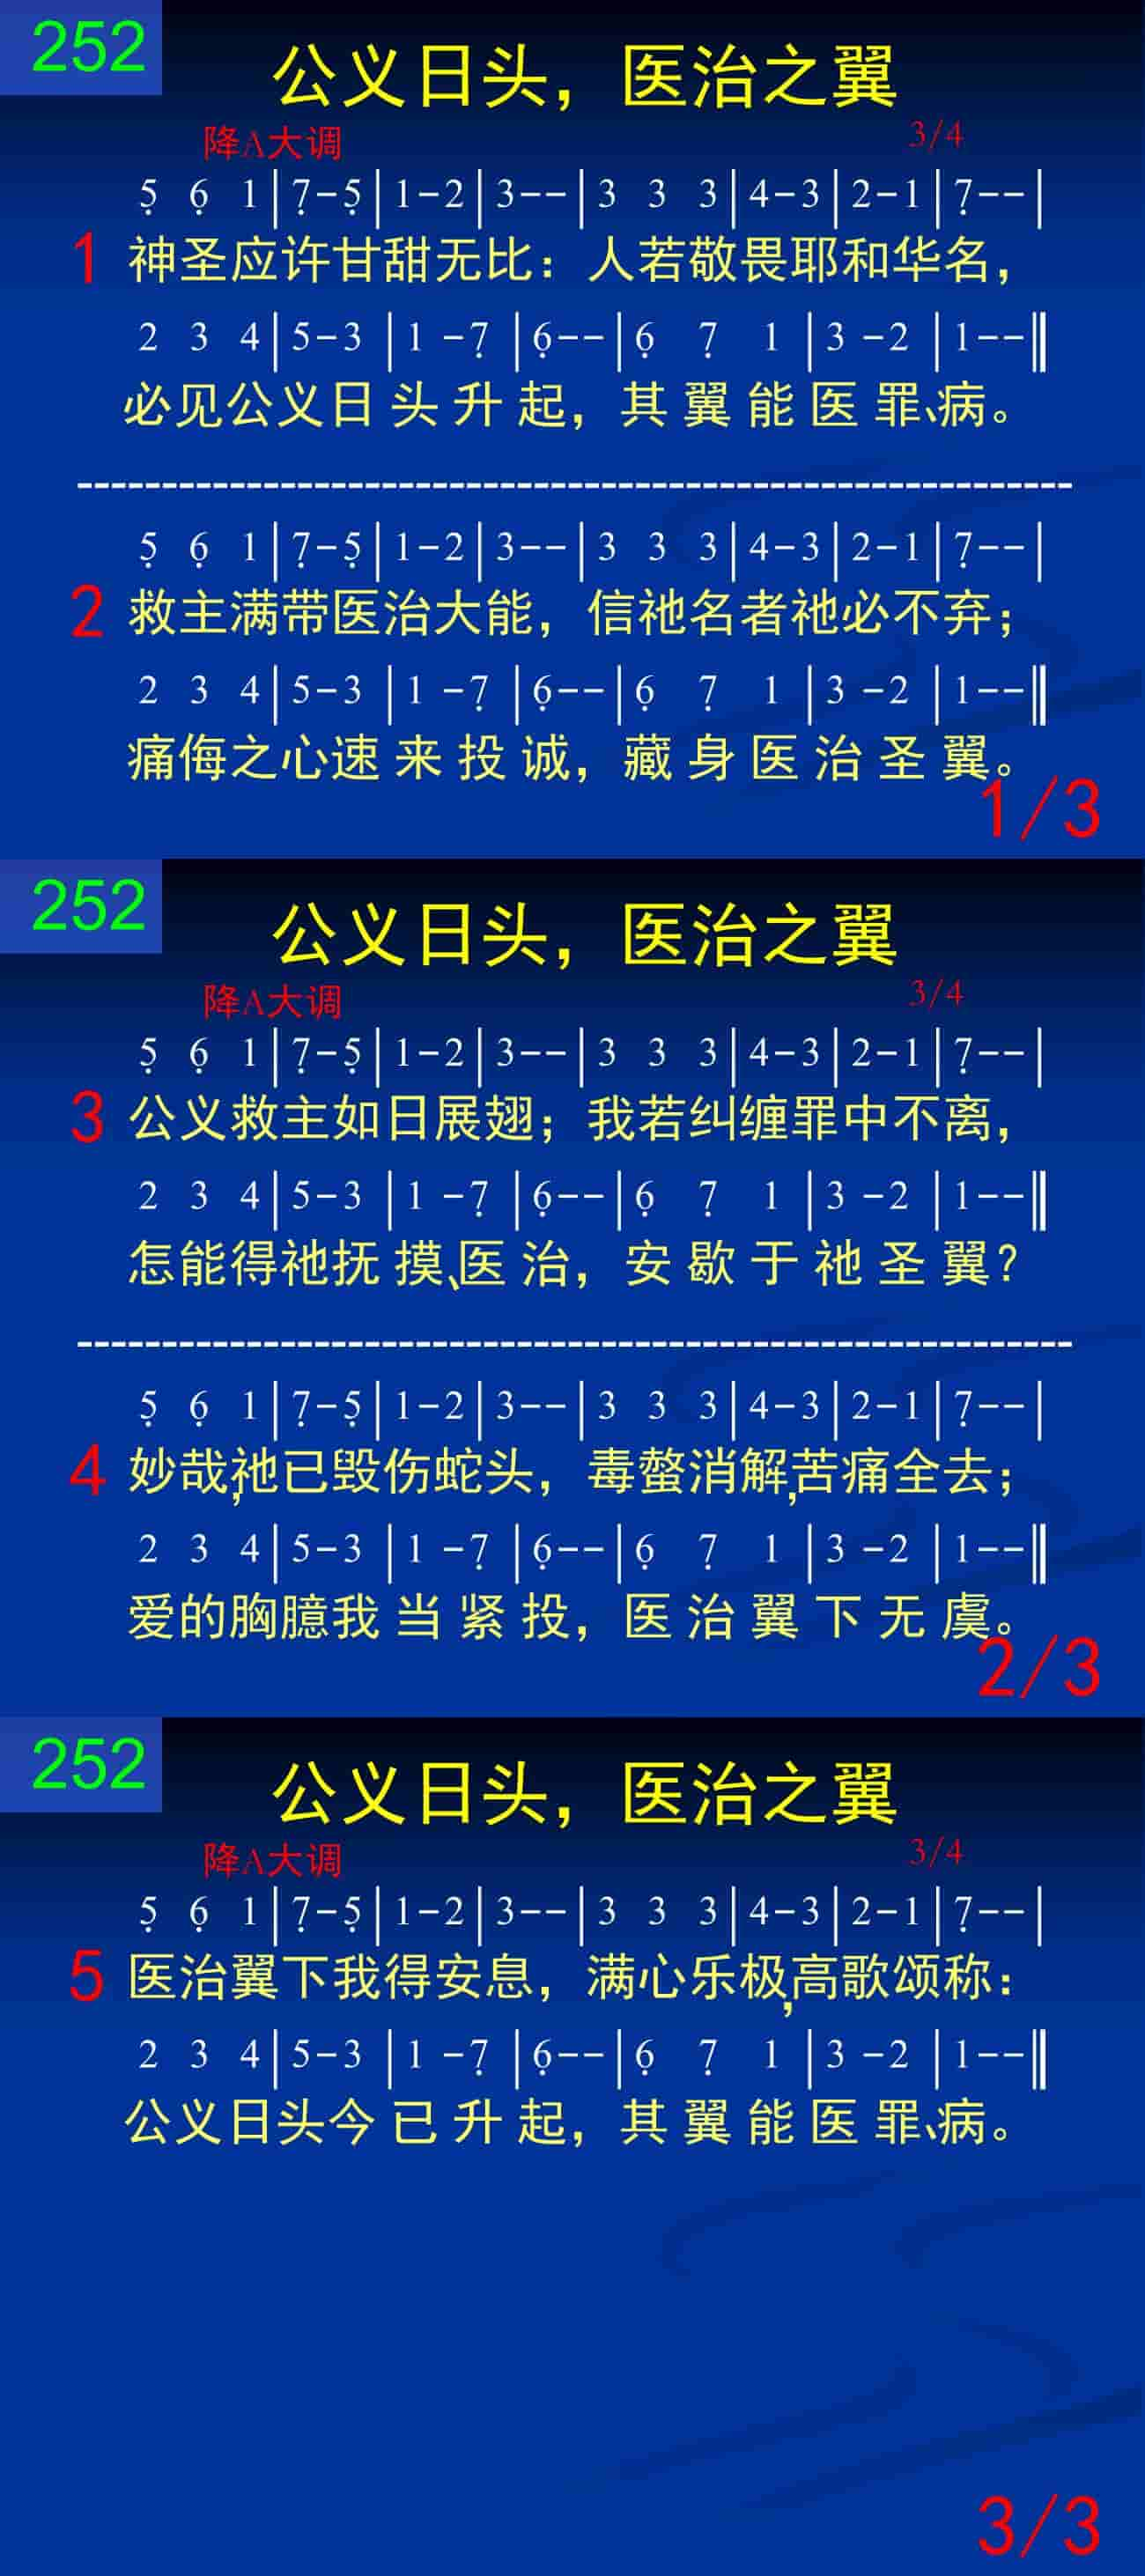 252
公义日头，医治之翼
降A大调 3/4
5̣ 6̣ 1|7̣-5̣|1-2|3--|3 3 3|4-3|2-1|7̣--|
1 神圣应许甘甜无比：人若敬畏耶和华名，
2 3 4|5-3|1-7̣|6̣--|6̣ 7̣ 1|3-2|1--‖
必见公义日头升起，其翼能医罪、病。
5̣ 6̣ 1|7̣-5̣|1-2|3--|3 3 3|4-3|2-1|7̣--|
2 救主满带医治大能，信祂名者祂必不弃；
2 3 4|5-3|1-7̣|6̣--|6̣ 7̣ 1|3-2|1--‖
痛侮之心速来投诚，藏身医治圣翼。
1/3
252
公义日头，医治之翼
降A大调 3/4
5̣ 6̣ 1|7̣-5̣|1-2|3--|3 3 3|4-3|2-1|7̣--|
3 公义救主如日展翅；我若纠缠罪中不离，
2 3 4|5-3|1-7̣|6̣--|6̣ 7̣ 1|3-2|1--‖
怎能得祂抚摸、医治，安歇于祂圣翼？
5̣ 6̣ 1|7̣-5̣|1-2|3--|3 3 3|4-3|2-1|7̣--|
4 妙哉，祂已毁伤蛇头，毒螫消解，苦痛全去；
2 3 4|5-3|1-7̣|6̣--|6̣ 7̣ 1|3-2|1--‖
爱的胸臆我当紧投，医治翼下无虞。
2/3
252
公义日头，医治之翼
降A大调 3/4
5̣ 6̣ 1|7̣-5̣|1-2|3--|3 3 3|4-3|2-1|7̣--|
5 医治翼下我得安息，满心乐极，高歌颂称：
2 3 4|5-3|1-7̣|6̣--|6̣ 7̣ 1|3-2|1--‖
公义日头今已升起，其翼能医罪、病。
3/3